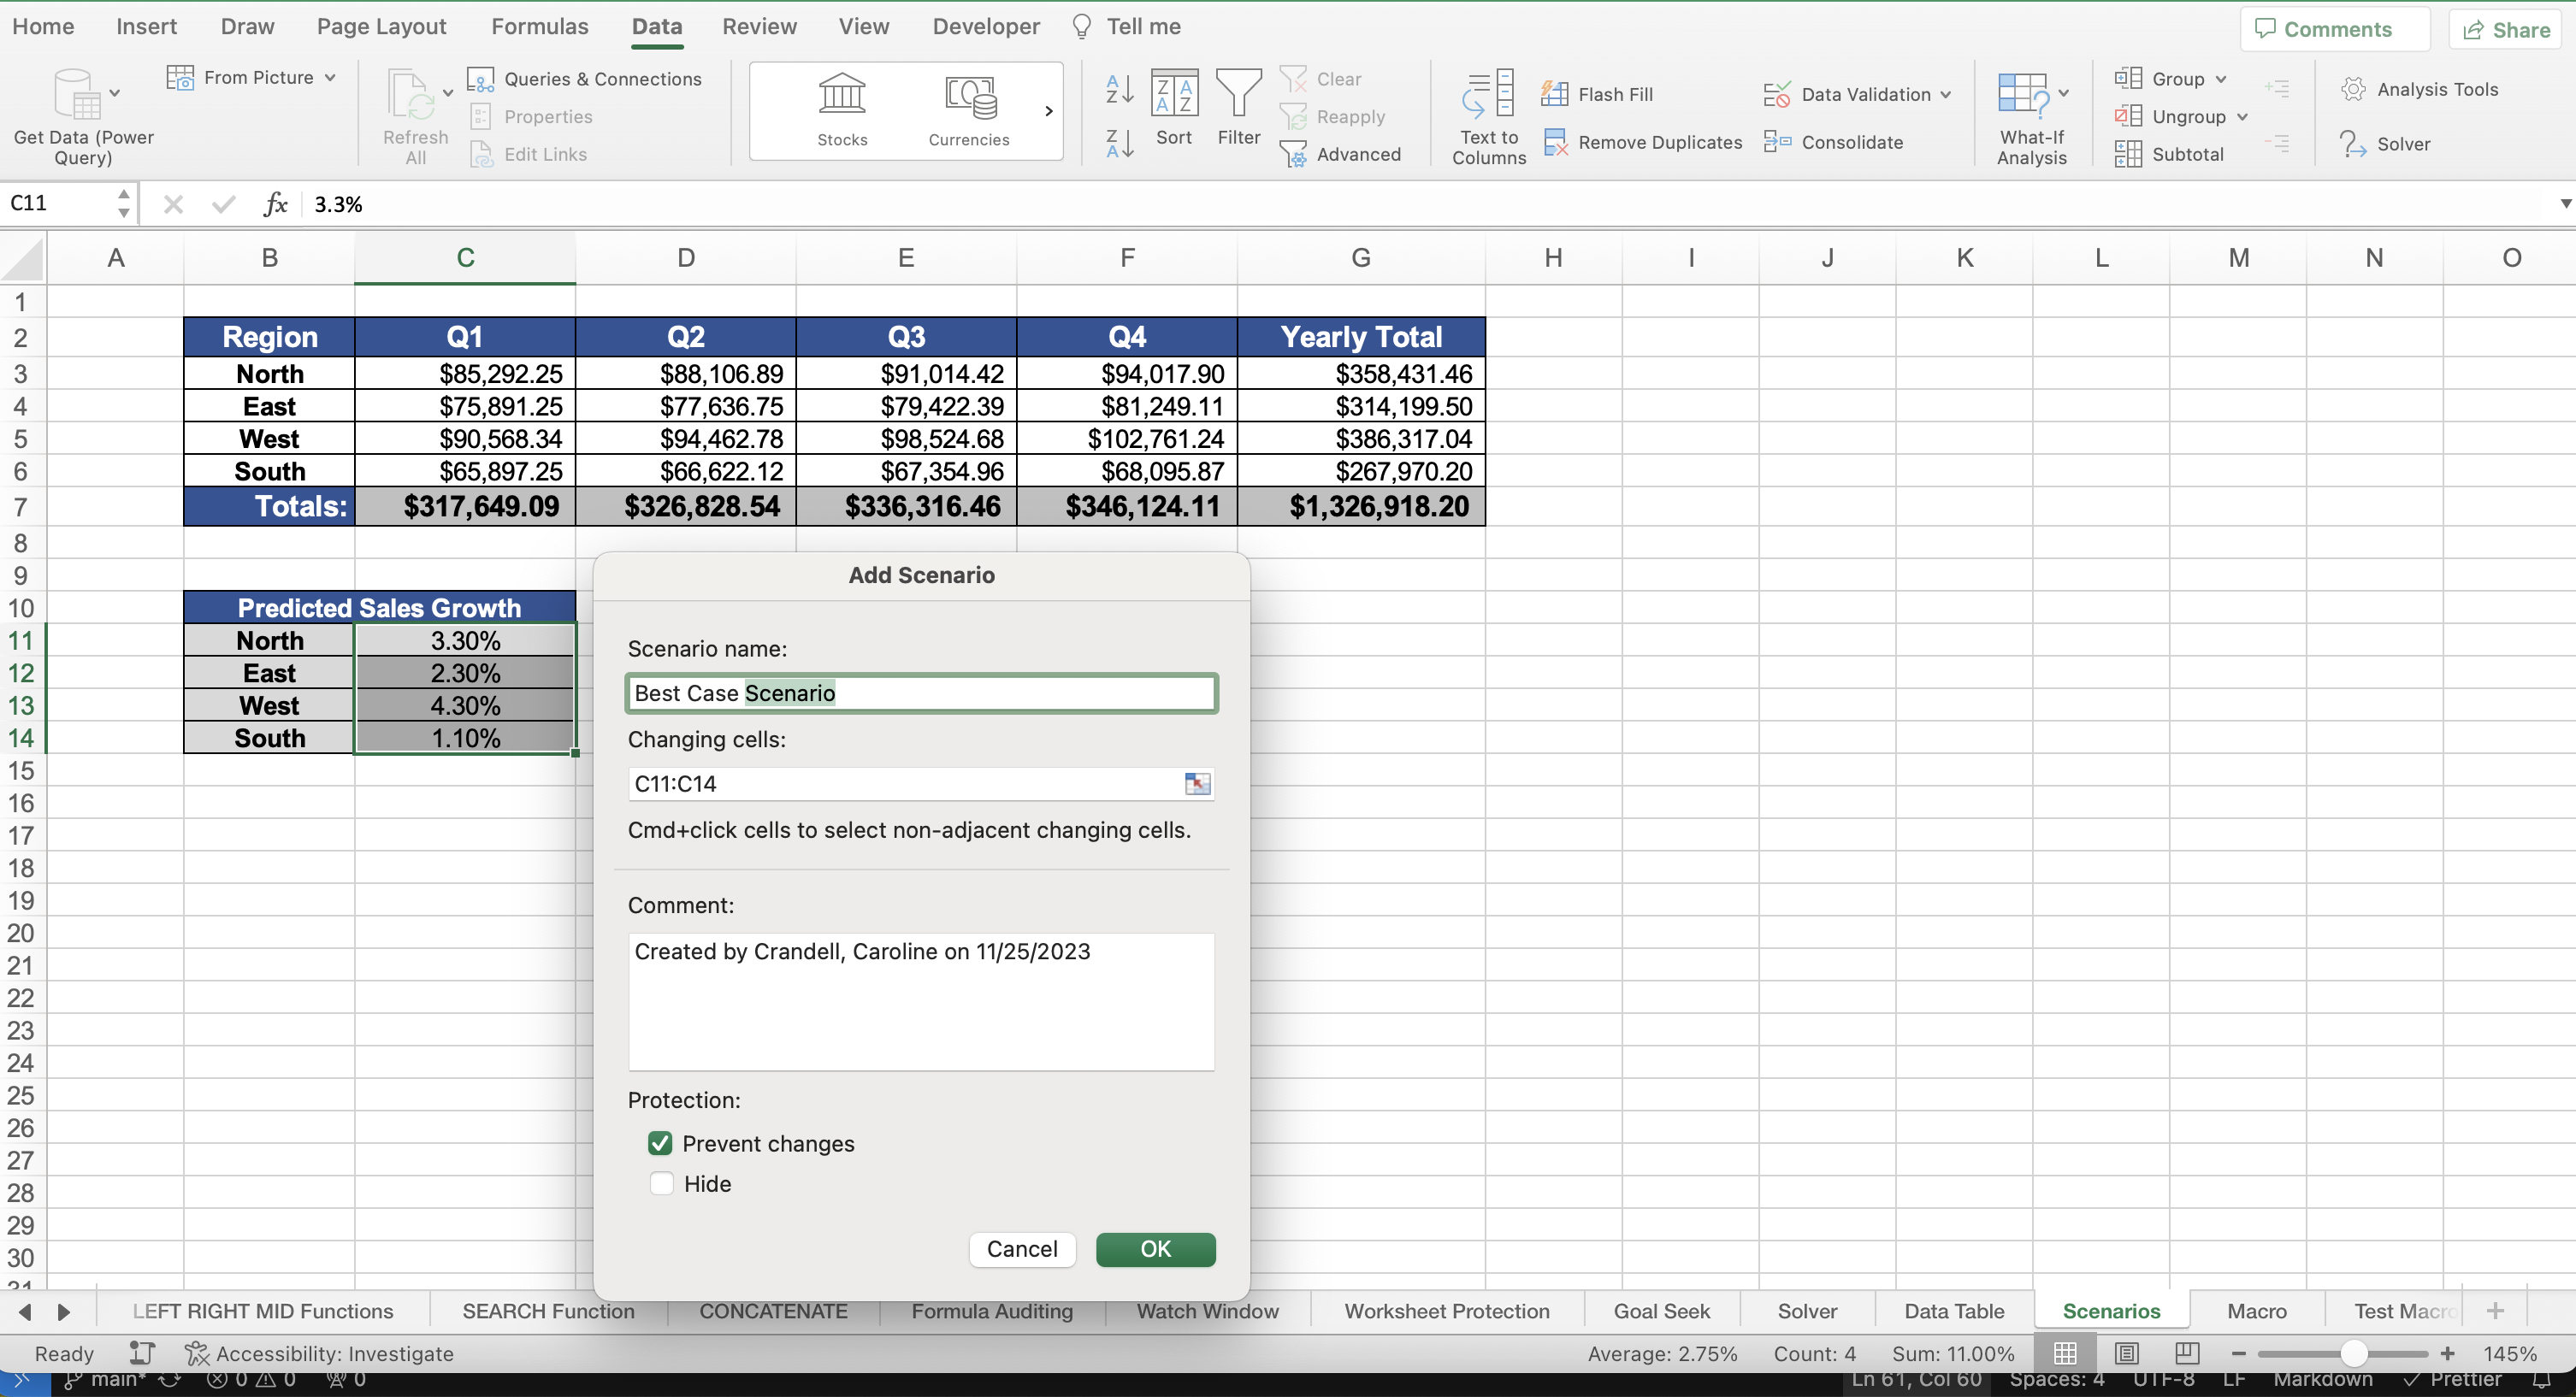 Home Insert Draw Page Layout Formulas Data Review View Developer Tell me Comments Share
Get Data (Power Query)
From Picture
Refresh All
Queries & Connections
Properties
Edit Links
Stocks
Currencies
Sort
Filter
Clear
Reapply
Advanced
Text to Columns
Flash Fill
Remove Duplicates
Data Validation
Consolidate
What-If Analysis
Group
Ungroup
Subtotal
Analysis Tools
Solver
C11 fx 3.3%
A B C D E F G H I J K L M N O
1
2 Region Q1 Q2 Q3 Q4 Yearly Total
3 North $85,292.25 $88,106.89 $91,014.42 $94,017.90 $358,431.46
4 East $75,891.25 $77,636.75 $79,422.39 $81,249.11 $314,199.50
5 West $90,568.34 $94,462.78 $98,524.68 $102,761.24 $386,317.04
6 South $65,897.25 $66,622.12 $67,354.96 $68,095.87 $267,970.20
7 Totals: $317,649.09 $326,828.54 $336,316.46 $346,124.11 $1,326,918.20
8
9
10 Predicted Sales Growth
11 North 3.30%
12 East 2.30%
13 West 4.30%
14 South 1.10%
15
16
17
18
19
20
21
22
23
24
25
26
27
28
29
30
31
Add Scenario
Scenario name:
Best Case Scenario
Changing cells:
C11:C14
Cmd+click cells to select non-adjacent changing cells.
Comment:
Created by Crandell, Caroline on 11/25/2023
Protection:
Prevent changes
Hide
Cancel OK
LEFT RIGHT MID Functions SEARCH Function CONCATENATE Formula Auditing Watch Window Worksheet Protection Goal Seek Solver Data Table Scenarios Macro Test Macro
Ready Accessibility: Investigate Average: 2.75% Count: 4 Sum: 11.00% 145%
main* 0 0 0 Ln 61, Col 60 Spaces: 4 UTF-8 LF Markdown Prettier